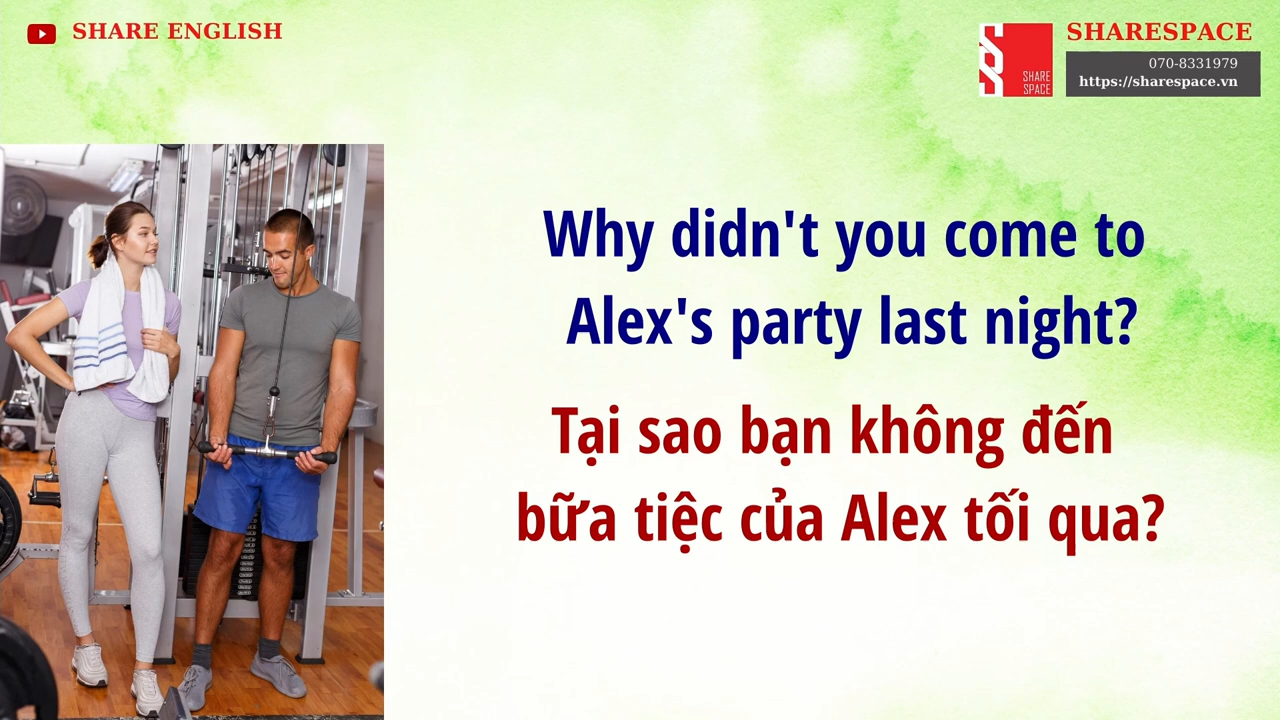 SHARE ENGLISH
SHARESPACE
070-8331979
https://sharespace.vn
SHARE
SPACE
Why didn't you come to
Alex's party last night?
Tại sao bạn không đến
bữa tiệc của Alex tối qua?